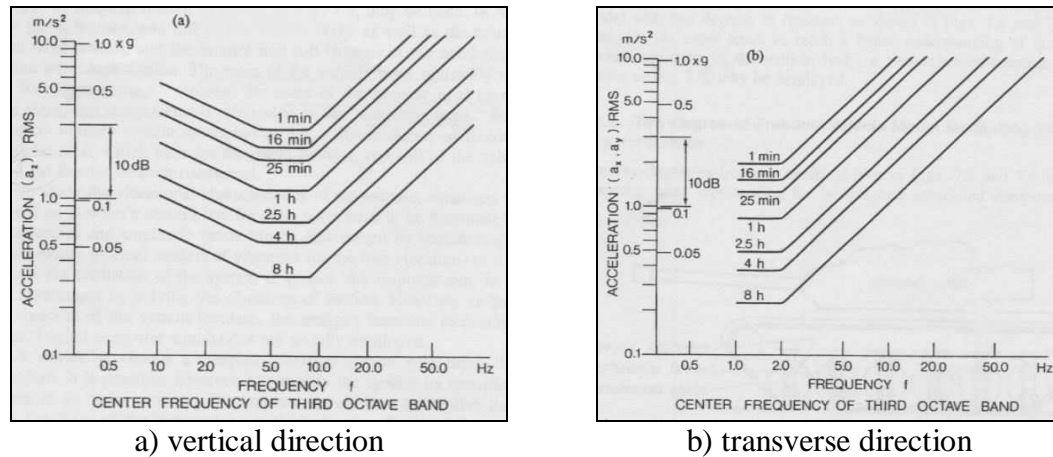 (a)
m/s²
10.0
1.0 x g
5.0
0.5
10 dB
1.0
0.1
0.5
0.05
0.1
ACCELERATION (a_z), RMS
1 min
16 min
25 min
1 h
2.5 h
4 h
8 h
0.5 1.0 2.0 5.0 10.0 20.0 50.0 Hz
FREQUENCY f
CENTER FREQUENCY OF THIRD OCTAVE BAND
a) vertical direction
(b)
m/s²
10.0
1.0 x g
5.0
0.5
10dB
1.0
0.1
0.5
0.05
0.1
ACCELERATION (a_x, a_y), RMS
1 min
16 min
25 min
1 h
2.5 h
4 h
8 h
0.5 1.0 2.0 5.0 10.0 20.0 50.0 Hz
FREQUENCY f
CENTER FREQUENCY OF THIRD OCTAVE BAND
b) transverse direction